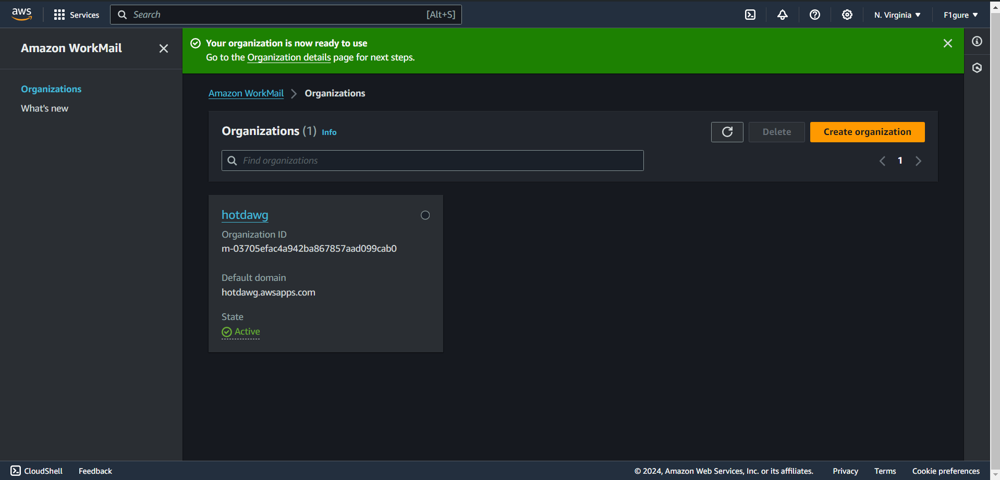 aws
Services
Search
[Alt+S]
N. Virginia
F1gure
Amazon WorkMail
Organizations
What's new
Your organization is now ready to use
Go to the Organization details page for next steps.
Amazon WorkMail
Organizations
Organizations (1) Info
Delete
Create organization
Find organizations
1
hotdawg
Organization ID
m-03705efac4a942ba867857aad099cab0
Default domain
hotdawg.awsapps.com
State
Active
CloudShell
Feedback
© 2024, Amazon Web Services, Inc. or its affiliates.
Privacy
Terms
Cookie preferences